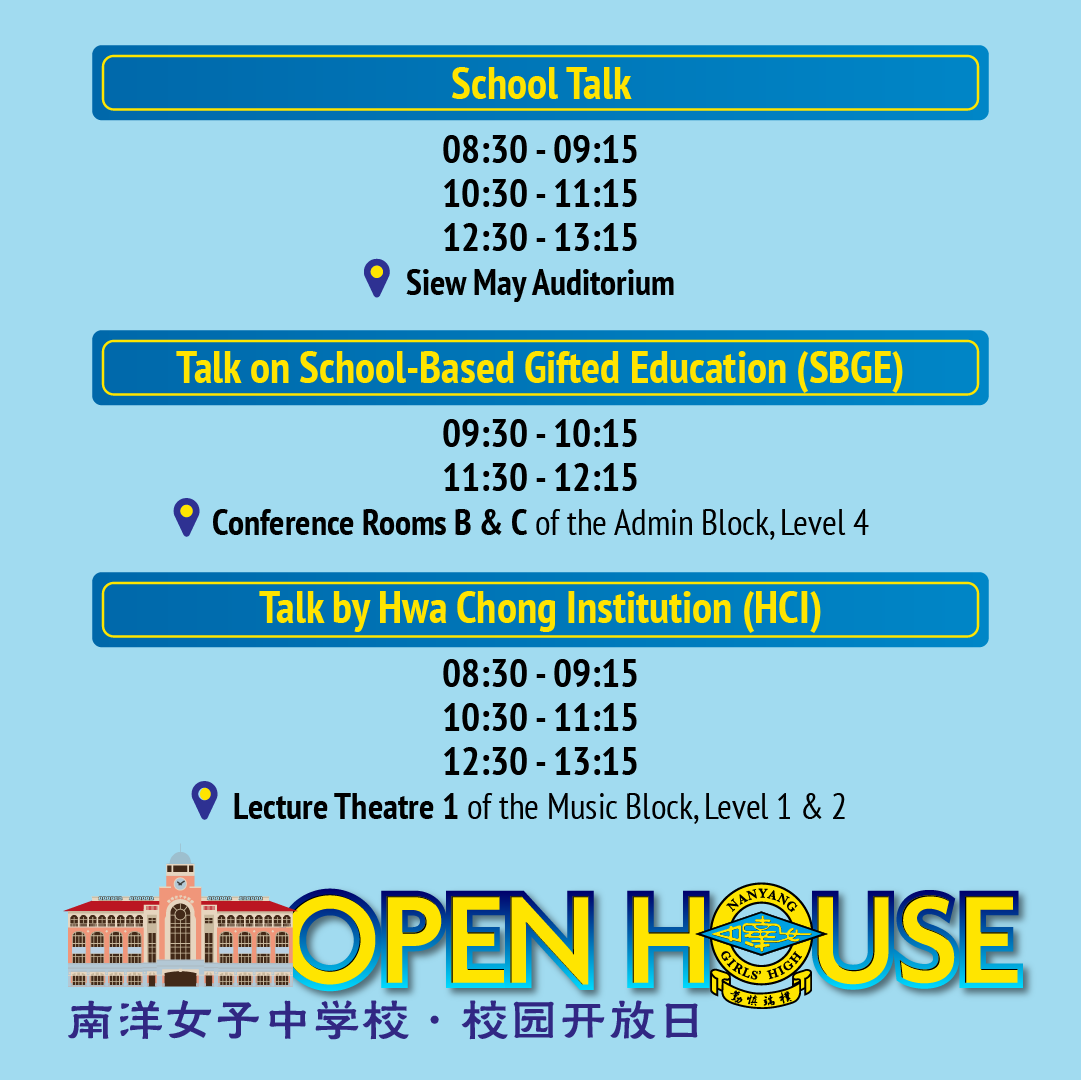 School Talk
08:30 - 09:15
10:30 - 11:15
12:30 - 13:15
Siew May Auditorium
Talk on School-Based Gifted Education (SBGE)
09:30 - 10:15
11:30 - 12:15
Conference Rooms B & C of the Admin Block, Level 4
Talk by Hwa Chong Institution (HCI)
08:30 - 09:15
10:30 - 11:15
12:30 - 13:15
Lecture Theatre 1 of the Music Block, Level 1 & 2
OPEN HOUSE
NANYANG
GIRLS' HIGH
南洋女子中学校·校园开放日